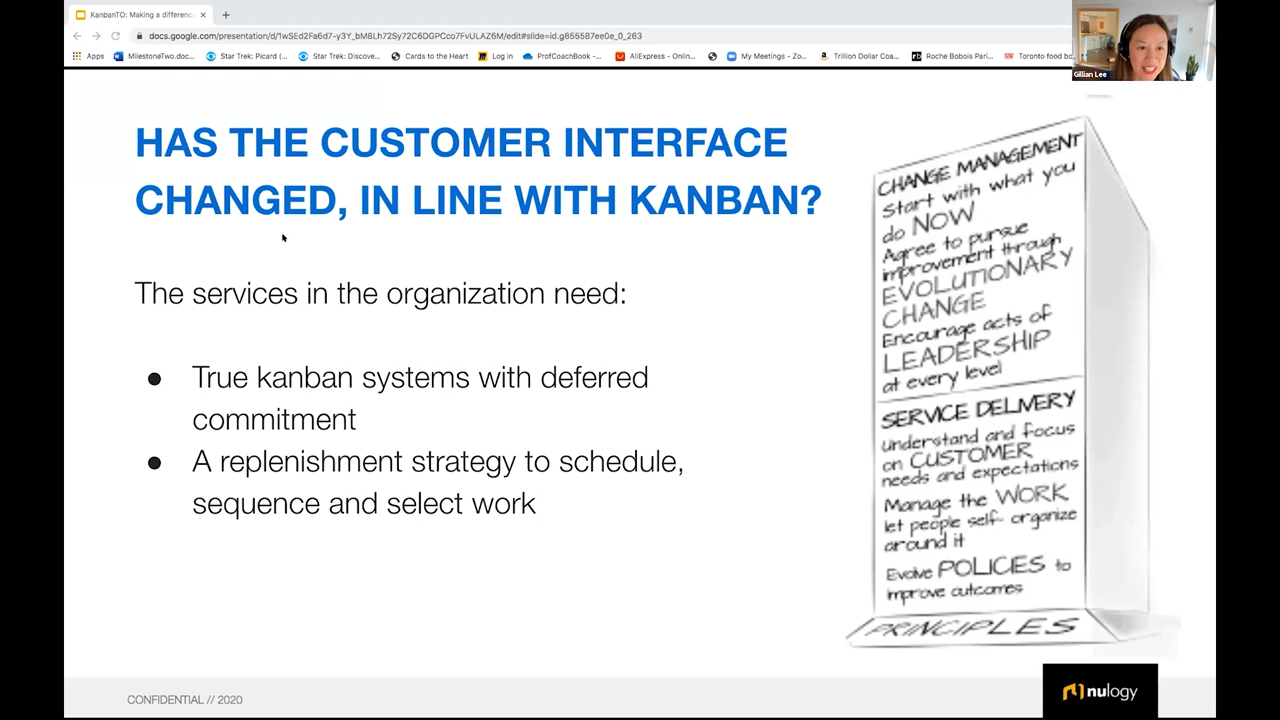 KanbanTO: Making a differenc
docs.google.com/presentation/d/1wSEd2Fa6d7-y3Y_bM8Lh72Sy72C6DGPCco7FvULAZ6M/edit#slide=id.g855587ee0e_0_263
Apps MilestoneTwo.doc... Star Trek: Picard (... Star Trek: Discove... Cards to the Heart Log in ProfCoachBook -... AliExpress - Onlin... My Meetings - Zo... Trillion Dollar Coa... Roche Bobois Pari... Toronto food bo
Gillian Lee
HAS THE CUSTOMER INTERFACE
CHANGED, IN LINE WITH KANBAN?
The services in the organization need:
● True kanban systems with deferred
commitment
● A replenishment strategy to schedule,
sequence and select work
CHANGE MANAGEMENT
Start with what you
do NOW
Agree to pursue
improvement through
EVOLUTIONARY
CHANGE
Encourage acts of
LEADERSHIP
at every level
SERVICE DELIVERY
Understand and focus
on CUSTOMER
needs and expectations
Manage the WORK
let people self-organize
around it
Evolve POLICIES to
improve outcomes
PRINCIPLES
CONFIDENTIAL // 2020
nulogy